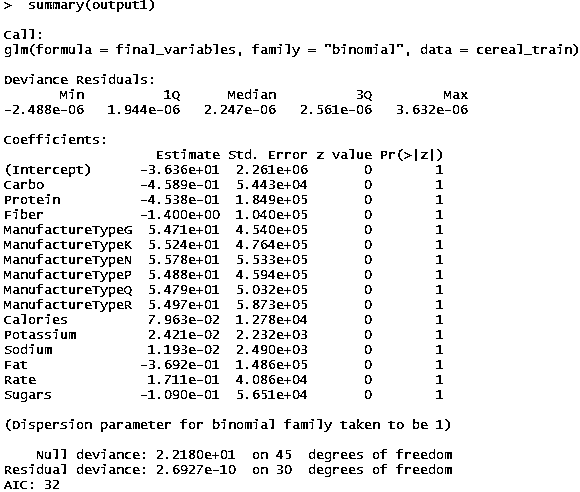 > summary(output1)
Call:
glm(formula = final_variables, family = "binomial", data = cereal_train)
Deviance Residuals:
Min 1Q Median 3Q Max
-2.488e-06 1.944e-06 2.247e-06 2.561e-06 3.632e-06
Coefficients:
Estimate Std. Error z value Pr(>|z|)
(Intercept) -3.636e+01 2.261e+06 0 1
Carbo -4.589e-01 5.443e+04 0 1
Protein -4.538e-01 1.849e+05 0 1
Fiber -1.400e+00 1.040e+05 0 1
ManufactureTypeG 5.471e+01 4.540e+05 0 1
ManufactureTypeK 5.524e+01 4.764e+05 0 1
ManufactureTypeN 5.578e+01 5.533e+05 0 1
ManufactureTypeP 5.488e+01 4.594e+05 0 1
ManufactureTypeQ 5.479e+01 5.032e+05 0 1
ManufactureTypeR 5.497e+01 5.873e+05 0 1
Calories 7.963e-02 1.278e+04 0 1
Potassium 2.421e-02 2.232e+03 0 1
Sodium 1.193e-02 2.490e+03 0 1
Fat -3.692e-01 1.486e+05 0 1
Rate 1.711e-01 4.086e+04 0 1
Sugars -1.090e-01 5.651e+04 0 1
(Dispersion parameter for binomial family taken to be 1)
Null deviance: 2.2180e+01 on 45 degrees of freedom
Residual deviance: 2.6927e-10 on 30 degrees of freedom
AIC: 32